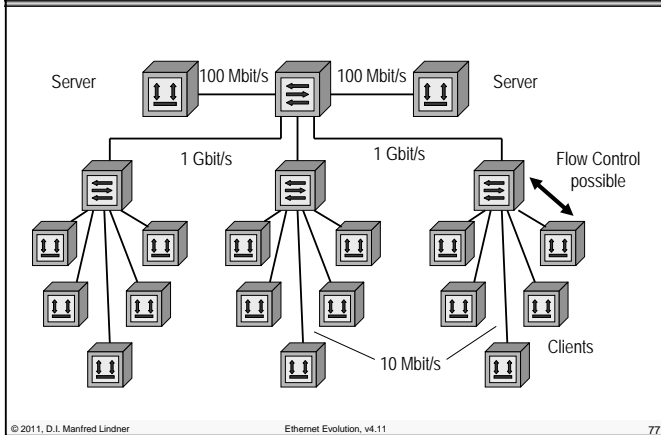 Server
100 Mbit/s
100 Mbit/s
Server
1 Gbit/s
1 Gbit/s
Flow Control
possible
10 Mbit/s
Clients
© 2011, D.I. Manfred Lindner
Ethernet Evolution, v4.11
77